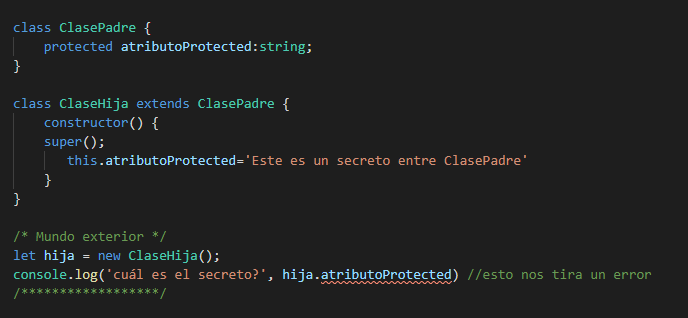 class ClasePadre {
    protected atributoProtected:string;
}
class ClaseHija extends ClasePadre {
    constructor() {
    super();
       this.atributoProtected='Este es un secreto entre ClasePadre'
    }
}
/* Mundo exterior */
let hija = new ClaseHija();
console.log('cuál es el secreto?', hija.atributoProtected) //esto nos tira un error
/******************/